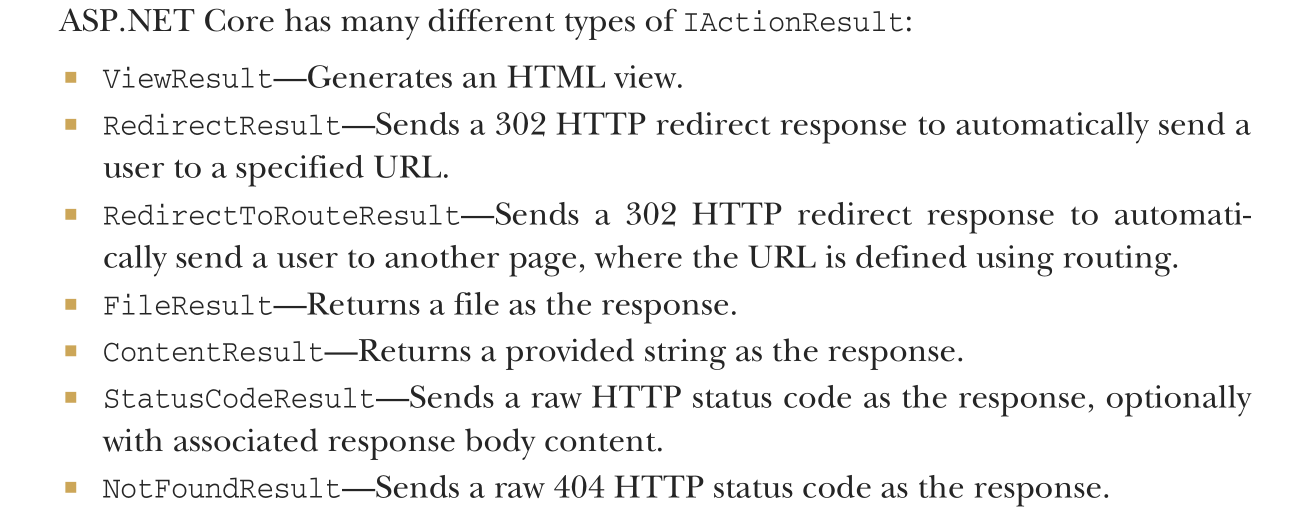 ASP.NET Core has many different types of IActionResult:
■ ViewResult—Generates an HTML view.
■ RedirectResult—Sends a 302 HTTP redirect response to automatically send a
user to a specified URL.
■ RedirectToRouteResult—Sends a 302 HTTP redirect response to automati-
cally send a user to another page, where the URL is defined using routing.
■ FileResult—Returns a file as the response.
■ ContentResult—Returns a provided string as the response.
■ StatusCodeResult—Sends a raw HTTP status code as the response, optionally
with associated response body content.
■ NotFoundResult—Sends a raw 404 HTTP status code as the response.